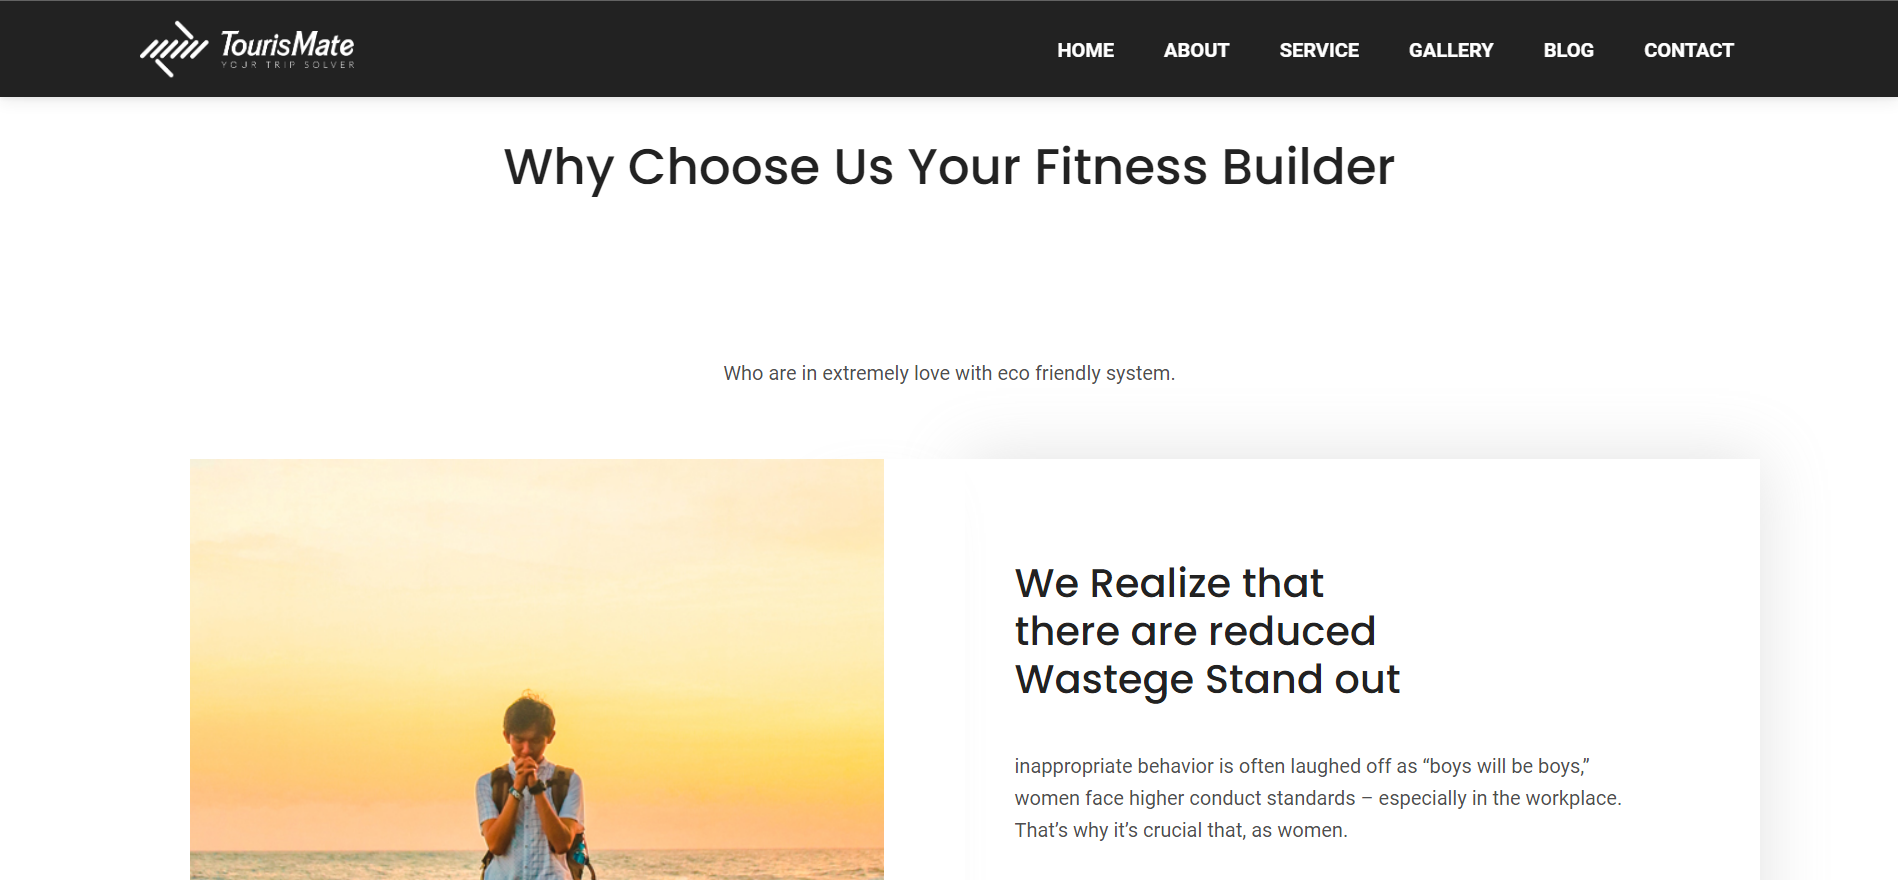 TourisMate
YOUR TRIP SOLVER
HOME ABOUT SERVICE GALLERY BLOG CONTACT
Why Choose Us Your Fitness Builder
Who are in extremely love with eco friendly system.
We Realize that
there are reduced
Wastege Stand out
inappropriate behavior is often laughed off as “boys will be boys,”
women face higher conduct standards – especially in the workplace.
That’s why it’s crucial that, as women.